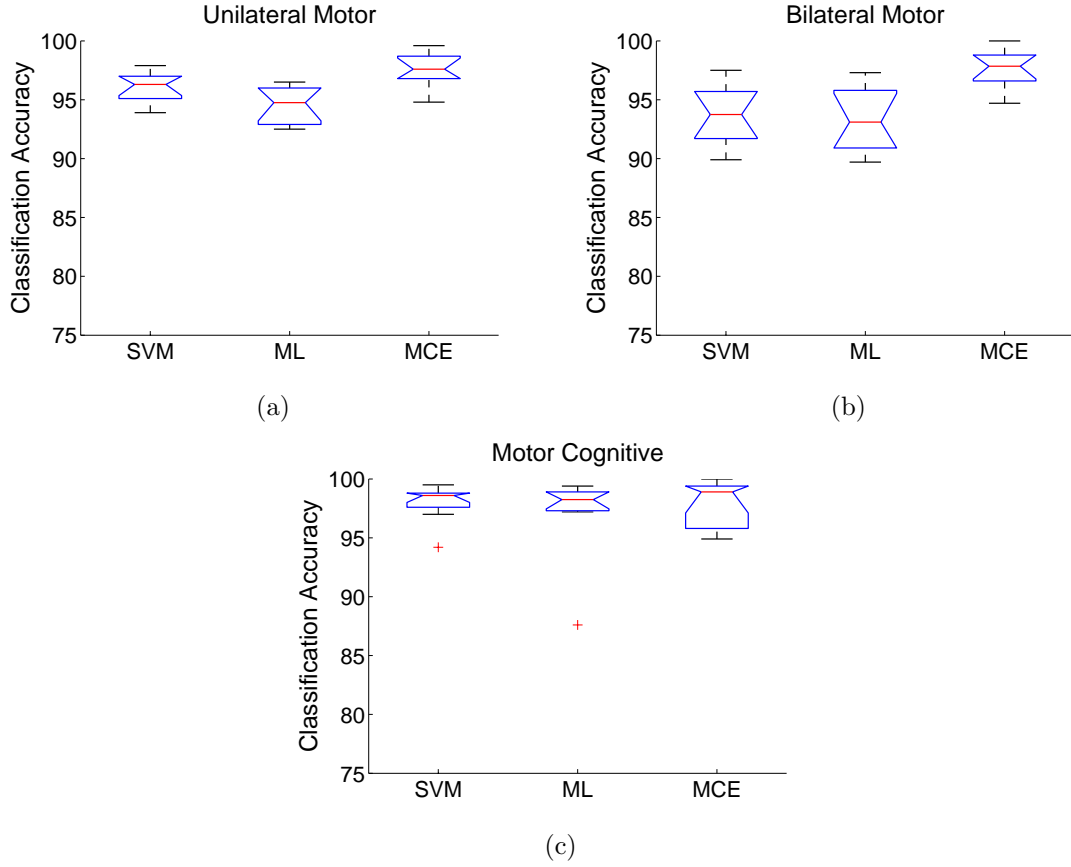 Unilateral Motor
100
95
90
85
80
75
Classification Accuracy
SVM ML MCE
(a)
Bilateral Motor
100
95
90
85
80
75
Classification Accuracy
SVM ML MCE
(b)
Motor Cognitive
100
95
90
85
80
75
Classification Accuracy
SVM ML MCE
(c)